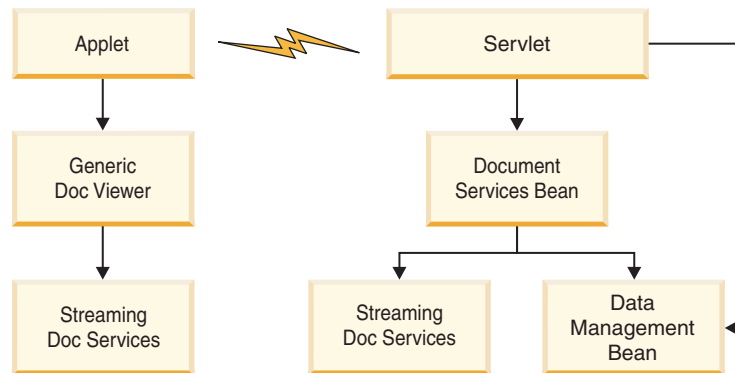 Applet
Servlet
Generic
Doc Viewer
Document
Services Bean
Streaming
Doc Services
Streaming
Doc Services
Data
Management
Bean